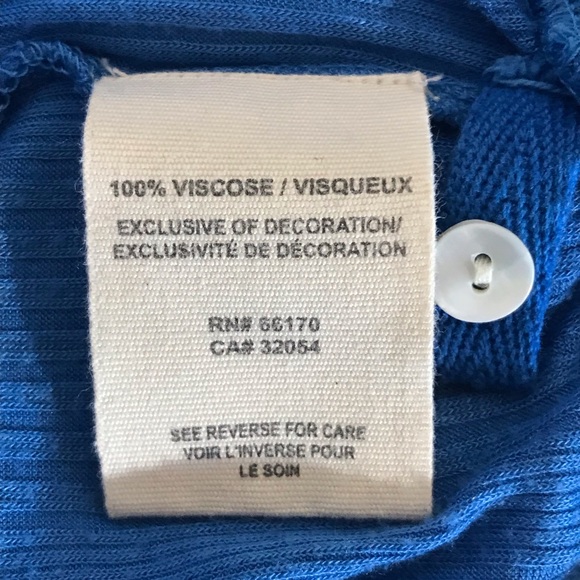 100% VISCOSE / VISQUEUX
EXCLUSIVE OF DECORATION/
EXCLUSIVITÉ DE DÉCORATION
RN# 66170
CA# 32054
SEE REVERSE FOR CARE
VOIR L'INVERSE POUR
LE SOIN